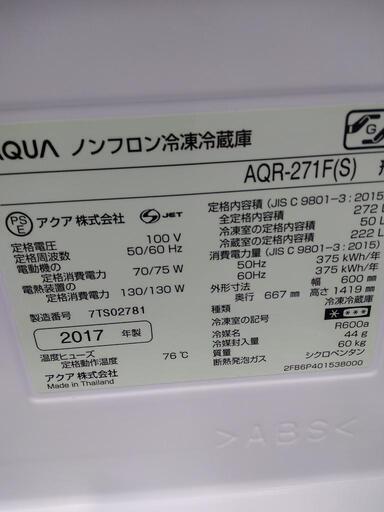 AQUA ノンフロン冷凍冷蔵庫
AQR-271F(S)
PS E アクア株式会社 JET
定格電圧 100 V
定格周波数 50/60 Hz
電動機の
定格消費電力 70/75 W
電熱装置の
定格消費電力 130/130 W
製造番号 7TS02781
2017 年製
温度ヒューズ
定格動作温度 76℃
アクア株式会社
Made in Thailand
定格内容積 (JIS C 9801-3:2015)
全定格内容積 272 L
冷凍室の定格内容積 50 L
冷蔵室の定格内容積 222 L
消費電力量 (JIS C 9801-3:2015)
50Hz 375 kWh/
60Hz 375 kWh/
外形寸法 幅 600 ㎜
奥行 667 ㎜ 高さ 1419 ㎜
種類 冷凍冷蔵庫
冷凍室の記号 * ***
冷媒名 R600a
冷媒封入量 44 g
質量 60 kg
断熱発泡ガス シクロペンタン
2FB6P401538000
>ABS<